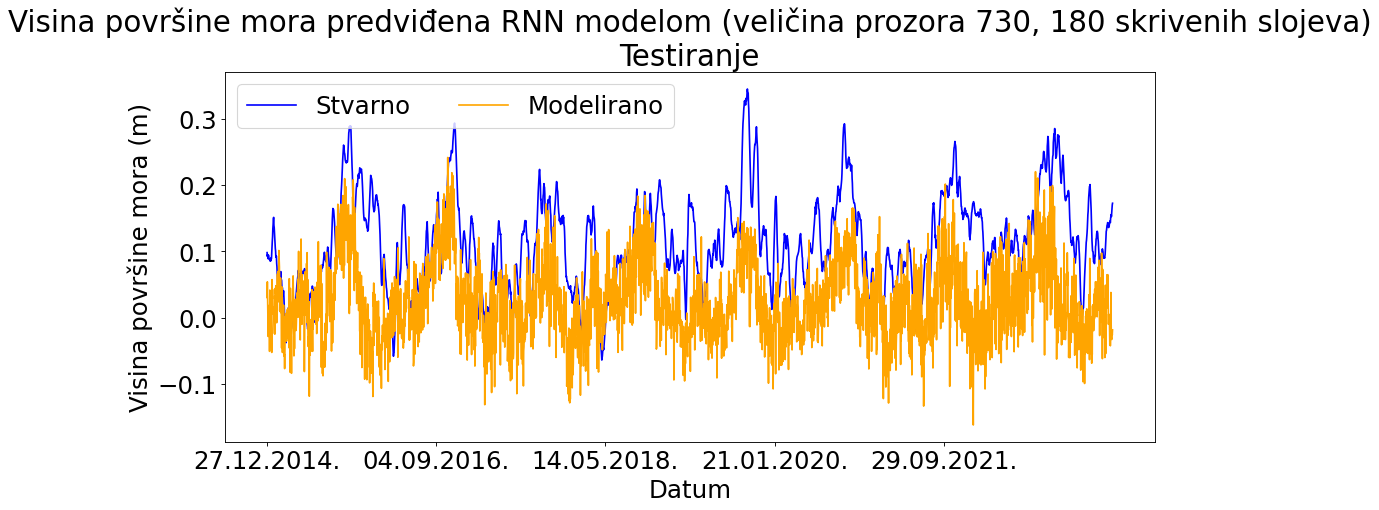 Visina površine mora predviđena RNN modelom (veličina prozora 730, 180 skrivenih slojeva)
Testiranje
Stvarno Modelirano
Visina površine mora (m)
0.3
0.2
0.1
0.0
−0.1
27.12.2014. 04.09.2016. 14.05.2018. 21.01.2020. 29.09.2021.
Datum